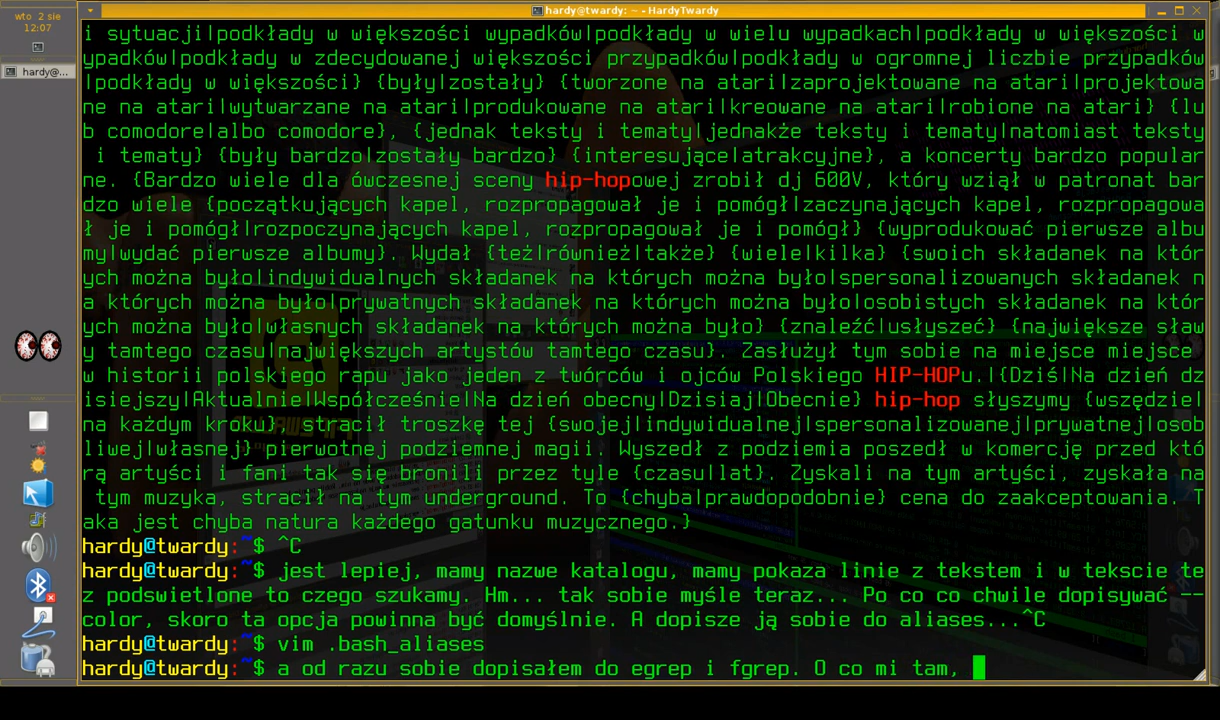 hardy@twardy: ~ - HardyTwardy
wto 2 sie
12:07
hardy@...
i sytuacji|podkłady w większości wypadków|podkłady w wielu wypadkach|podkłady w większości w
ypadków|podkłady w zdecydowanej większości przypadków|podkłady w ogromnej liczbie przypadków
|podkłady w większości} {były|zostały} {tworzone na atari|zaprojektowane na atari|projektowa
ne na atari|wytwarzane na atari|produkowane na atari|kreowane na atari|robione na atari} {lu
b comodore|albo comodore}, {jednak teksty i tematy|jednakże teksty i tematy|natomiast teksty
 i tematy} {były bardzo|zostały bardzo} {interesujące|atrakcyjne}, a koncerty bardzo popular
ne. {Bardzo wiele dla ówczesnej sceny hip-hopowej zrobił dj 600V, który wziął w patronat bar
dzo wiele {początkujących kapel, rozpropagował je i pomógł|zaczynających kapel, rozpropagowa
ł je i pomógł|rozpoczynających kapel, rozpropagował je i pomógł} {wyprodukować pierwsze albu
my|wydać pierwsze albumy}. Wydał {też|również|także} {wiele|kilka} {swoich składanek na któr
ych można było|indywidualnych składanek na których można było|spersonalizowanych składanek n
a których można było|prywatnych składanek na których można było|osobistych składanek na któr
ych można było|własnych składanek na których można było} {znaleźć|usłyszeć} {największe sław
y tamtego czasu|największych artystów tamtego czasu}. Zasłużył tym sobie na miejsce miejsce
w historii polskiego rapu jako jeden z twórców i ojców Polskiego HIP-HOPu.|{Dziś|Na dzień dz
isiejszy|Aktualnie|Współcześnie|Na dzień obecny|Dzisiaj|Obecnie} hip-hop słyszymy {wszędzie|
na każdym kroku}, stracił troszkę tej {swojej|indywidualnej|spersonalizowanej|prywatnej|osob
liwej|własnej} pierwotnej podziemnej magii. Wyszedł z podziemia poszedł w komercję przed któ
rą artyści i fani tak się bronili przez tyle {czasu|lat}. Zyskali na tym artyści, zyskała na
 tym muzyka, stracił na tym underground. To {chyba|prawdopodobnie} cena do zaakceptowania. T
aka jest chyba natura każdego gatunku muzycznego.}
hardy@twardy:~$ ^C
hardy@twardy:~$ jest lepiej, mamy nazwe katalogu, mamy pokaza linie z tekstem i w tekscie te
z podswietlone to czego szukamy. Hm... tak sobie myśle teraz... Po co co chwile dopisywać --
color, skoro ta opcja powinna być domyślnie. A dopisze ją sobie do aliases...^C
hardy@twardy:~$ vim .bash_aliases
hardy@twardy:~$ a od razu sobie dopisałem do egrep i fgrep. O co mi tam,